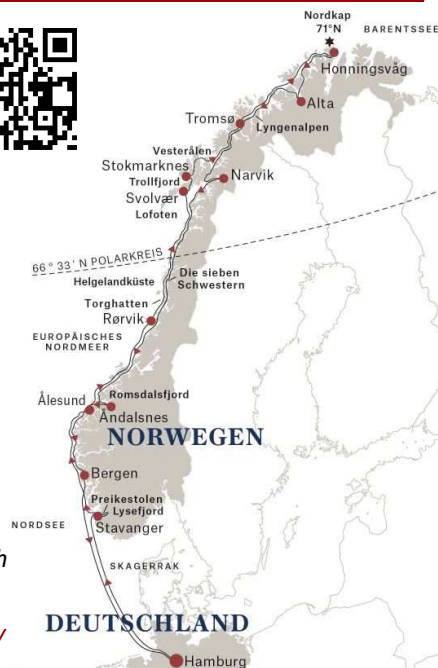 Nordkap
71°N
BARENTSSEE
Honningsvåg
Alta
Tromsø
Lyngenalpen
Vesterålen
Stokmarknes
Trollfjord
Narvik
Svolvær
Lofoten
66° 33' N POLARKREIS
Helgelandküste
Die sieben
Schwestern
Torghatten
Rørvik
EUROPÄISCHES
NORDMEER
Romsdalsfjord
Ålesund
Åndalsnes
NORWEGEN
Bergen
Preikestolen
Lysefjord
NORDSEE
Stavanger
h
SKAGERRAK
DEUTSCHLAND
Hamburg